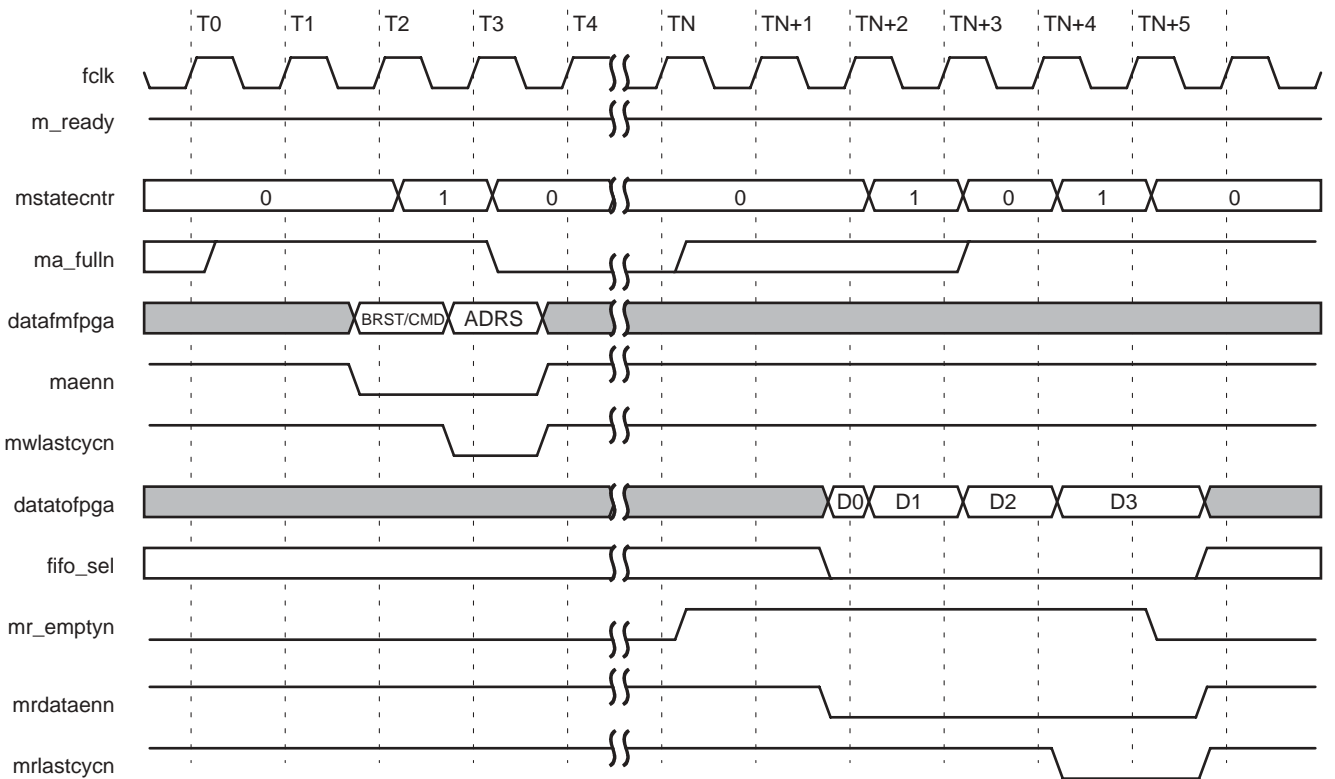 T0 T1 T2 T3 T4 TN TN+1 TN+2 TN+3 TN+4 TN+5
fclk
m_ready
mstatecntr 0 1 0 0 1 0 1 0
ma_fulln
datafmfpga BRST/CMD ADRS
maenn
mwlastcycn
datatofpga D0 D1 D2 D3
fifo_sel
mr_emptyn
mrdataenn
mrlastcycn